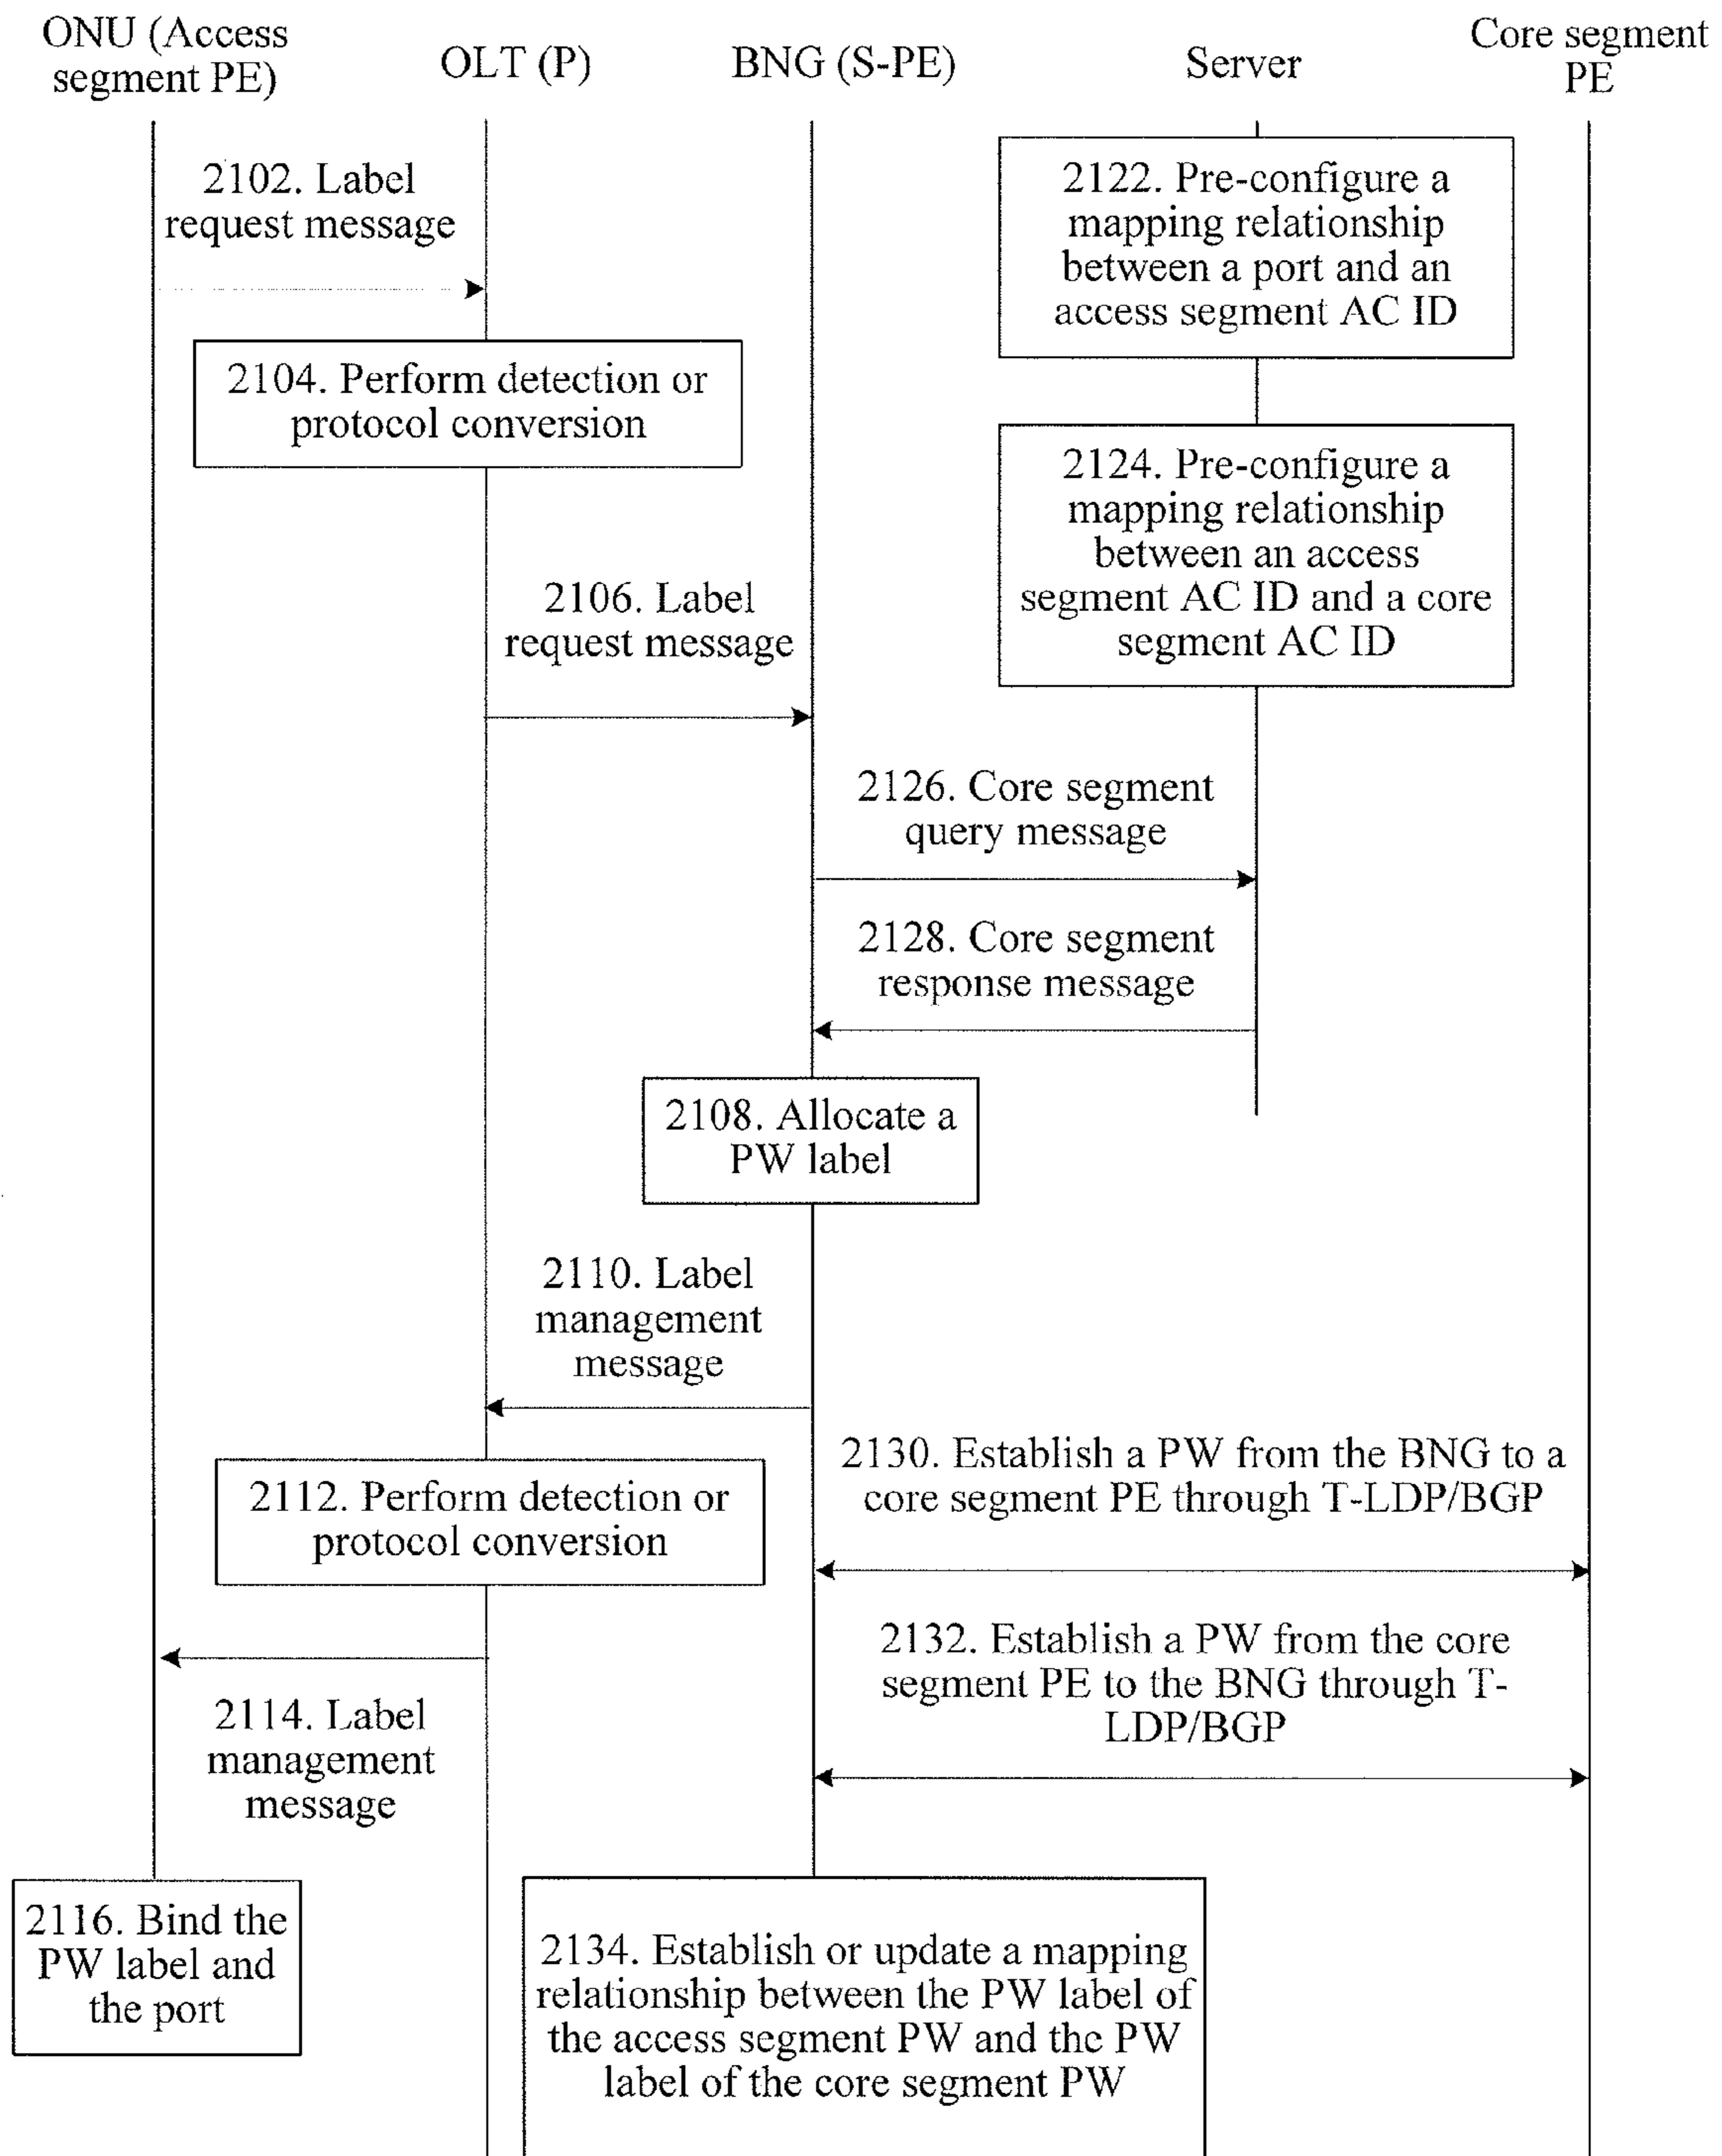 ONU (Access
segment PE)
OLT (P)
BNG (S-PE)
Server
Core segment
PE
2102. Label
request message
2122. Pre-configure a
mapping relationship
between a port and an
access segment AC ID
2104. Perform detection or
protocol conversion
2124. Pre-configure a
mapping relationship
between an access
segment AC ID and a core
segment AC ID
2106. Label
request message
2126. Core segment
query message
2128. Core segment
response message
2108. Allocate a
PW label
2110. Label
management
message
2130. Establish a PW from the BNG to a
core segment PE through T-LDP/BGP
2112. Perform detection or
protocol conversion
2132. Establish a PW from the core
segment PE to the BNG through T-
LDP/BGP
2114. Label
management
message
2116. Bind the
PW label and
the port
2134. Establish or update a mapping
relationship between the PW label of
the access segment PW and the PW
label of the core segment PW